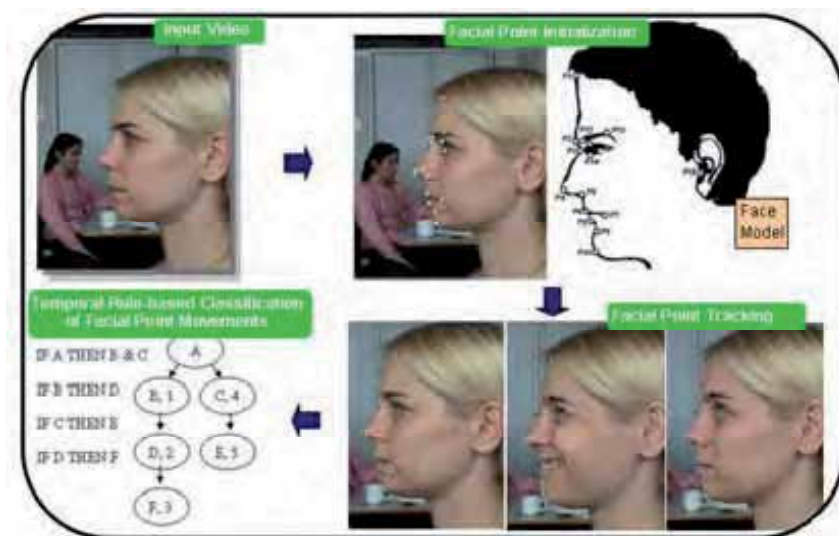 Input Video
Facial Point Initialization
Face
Model
Facial Point Tracking
Temporal Rule-based Classification
of Facial Point Movements
IF A THEN B & C
IF B THEN D
IF C THEN E
IF D THEN F
A
B, 1
C, 4
D, 2
E, 5
F, 3